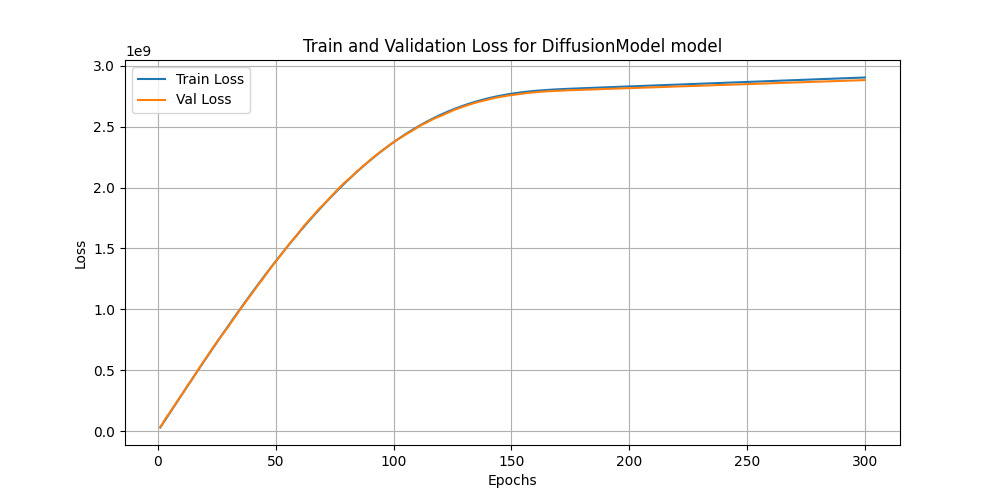 Train and Validation Loss for DiffusionModel model
1e9
Train Loss
Val Loss
3.0
2.5
2.0
1.5
1.0
0.5
0.0
Loss
0 50 100 150 200 250 300
Epochs